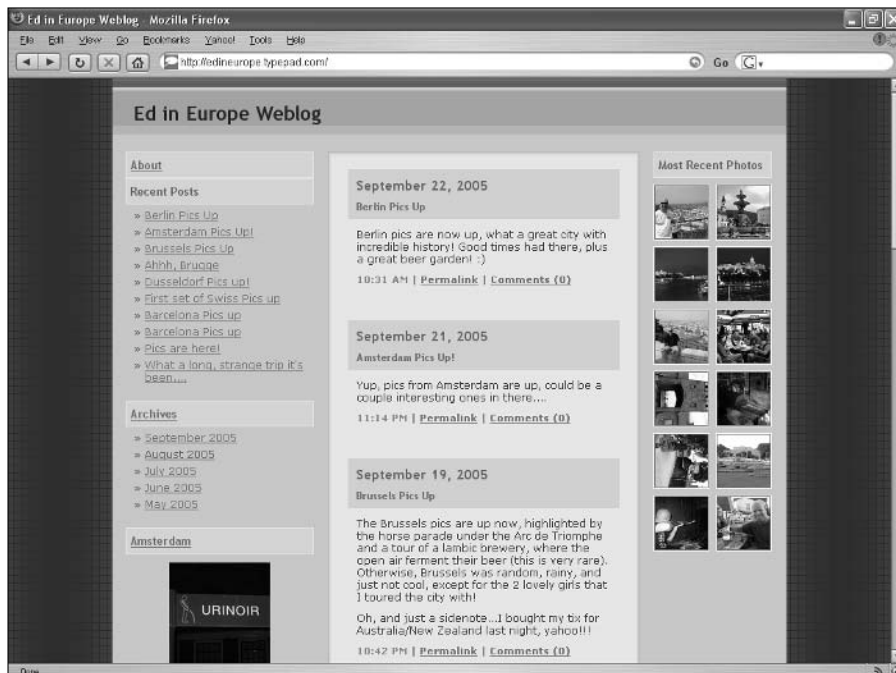 Ed in Europe Weblog - Mozilla Firefox
File Edit View Go Bookmarks Yahoo! Tools Help
http://edineurope.typepad.com/ Go
Ed in Europe Weblog
About
Recent Posts
» Berlin Pics Up
» Amsterdam Pics Up!
» Brussels Pics Up
» Ahhh, Brugge
» Dusseldorf Pics up!
» First set of Swiss Pics up
» Barcelona Pics up
» Barcelona Pics up
» Pics are here!
» What a long, strange trip it's
been....
Archives
» September 2005
» August 2005
» July 2005
» June 2005
» May 2005
Amsterdam
URINOIR
September 22, 2005
Berlin Pics Up
Berlin pics are now up, what a great city with
incredible history! Good times had there, plus
a great beer garden! :)
10:31 AM | Permalink | Comments (0)
September 21, 2005
Amsterdam Pics Up!
Yup, pics from Amsterdam are up, could be a
couple interesting ones in there....
11:14 PM | Permalink | Comments (0)
September 19, 2005
Brussels Pics Up
The Brussels pics are up now, highlighted by
the horse parade under the Arc de Triomphe
and a tour of a lambic brewery, where the
open air ferment their beer (this is very rare).
Otherwise, Brussels was random, rainy, and
just not cool, except for the 2 lovely girls that
I toured the city with!
Oh, and just a sidenote...I bought my tix for
Australia/New Zealand last night, yahoo!!!
10:42 PM | Permalink | Comments (0)
Most Recent Photos
Done